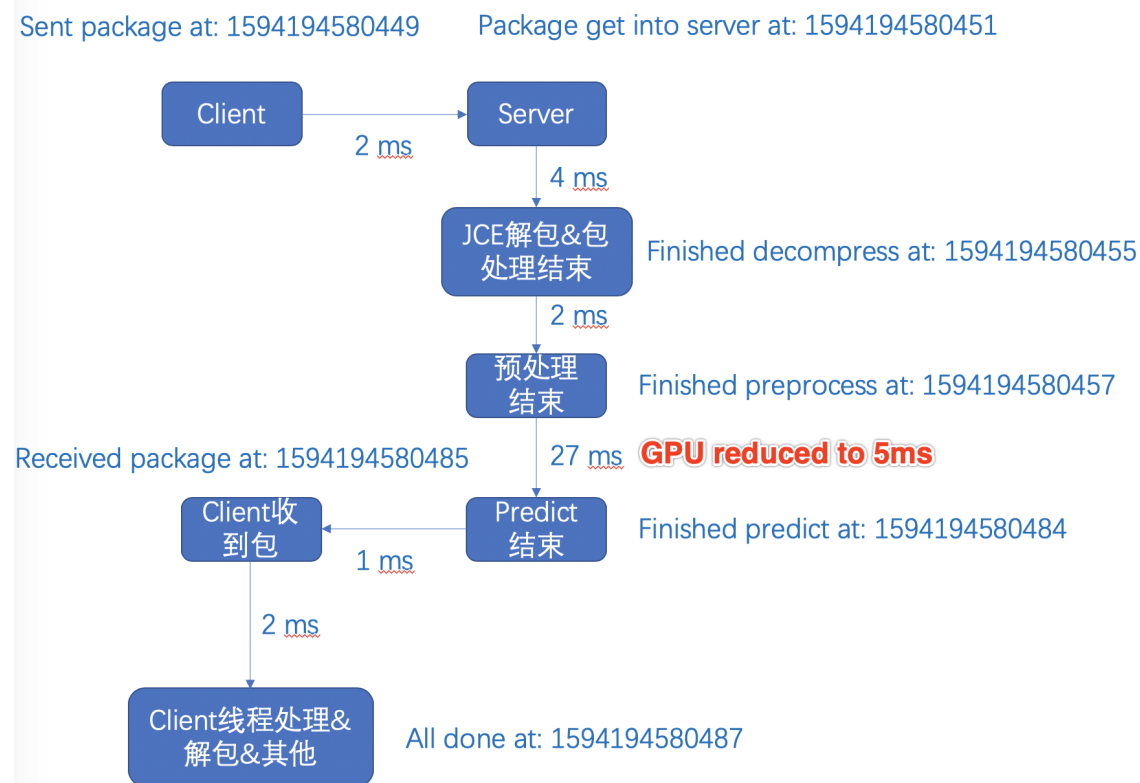 Sent package at: 1594194580449
Package get into server at: 1594194580451
Client
Server
2 ms
4 ms
JCE解包&包
处理结束
Finished decompress at: 1594194580455
2 ms
预处理
结束
Finished preprocess at: 1594194580457
27 ms
GPU reduced to 5ms
Received package at: 1594194580485
Client收
到包
Predict
结束
Finished predict at: 1594194580484
1 ms
2 ms
Client线程处理&
解包&其他
All done at: 1594194580487